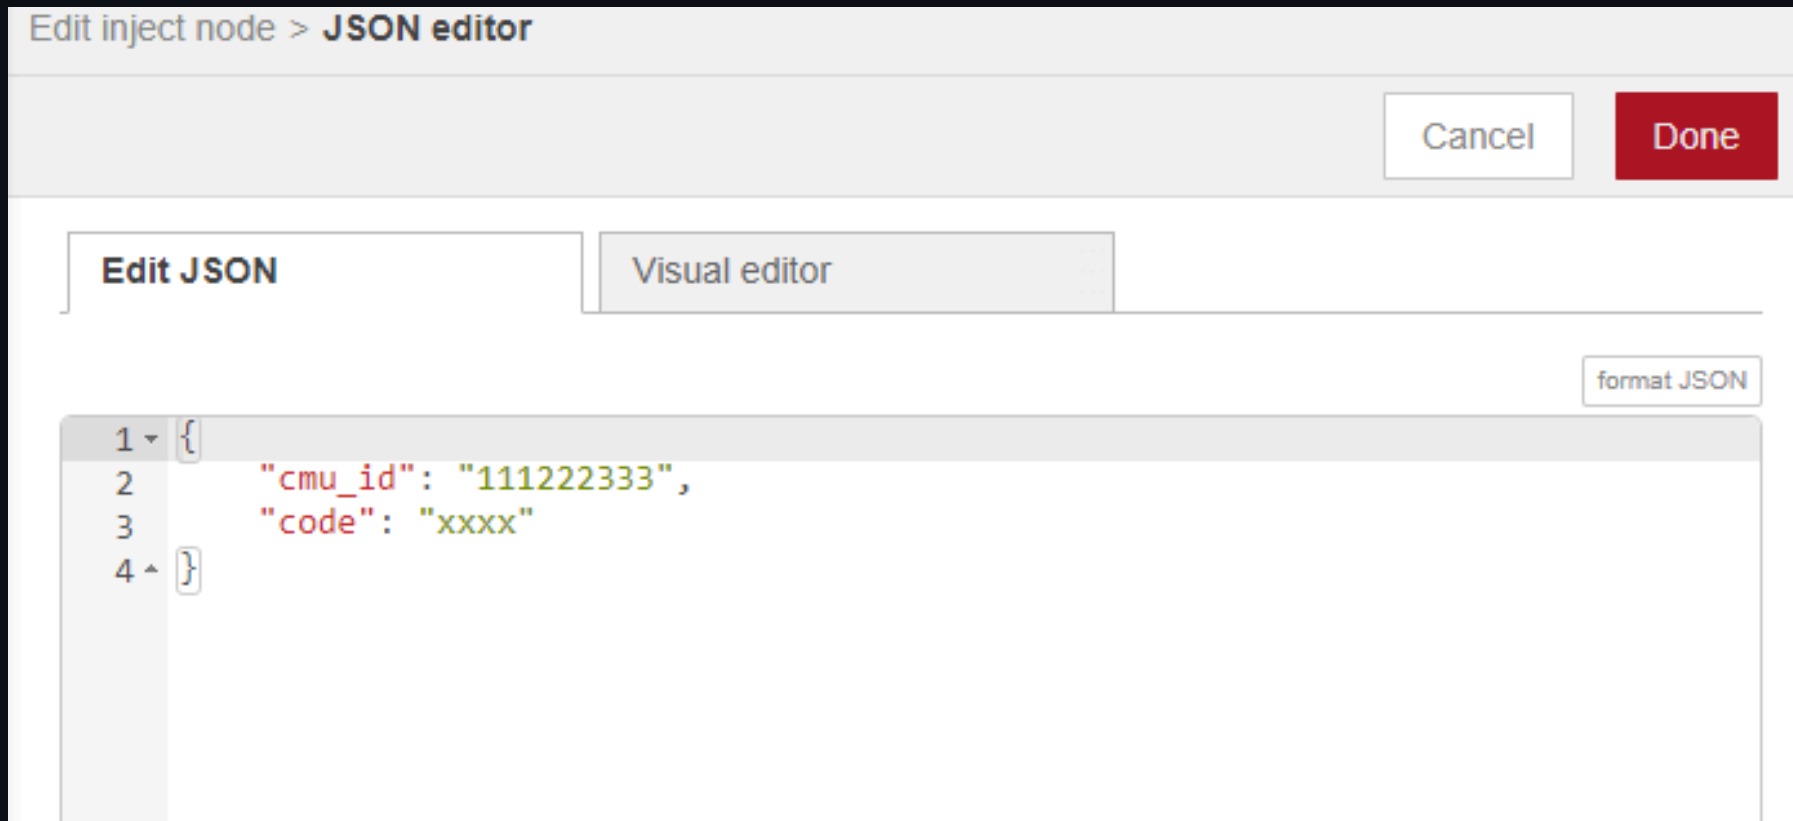 Edit inject node > JSON editor
Cancel Done
Edit JSON Visual editor
format JSON
1 {
2 "cmu_id": "111222333",
3 "code": "xxxx"
4 }